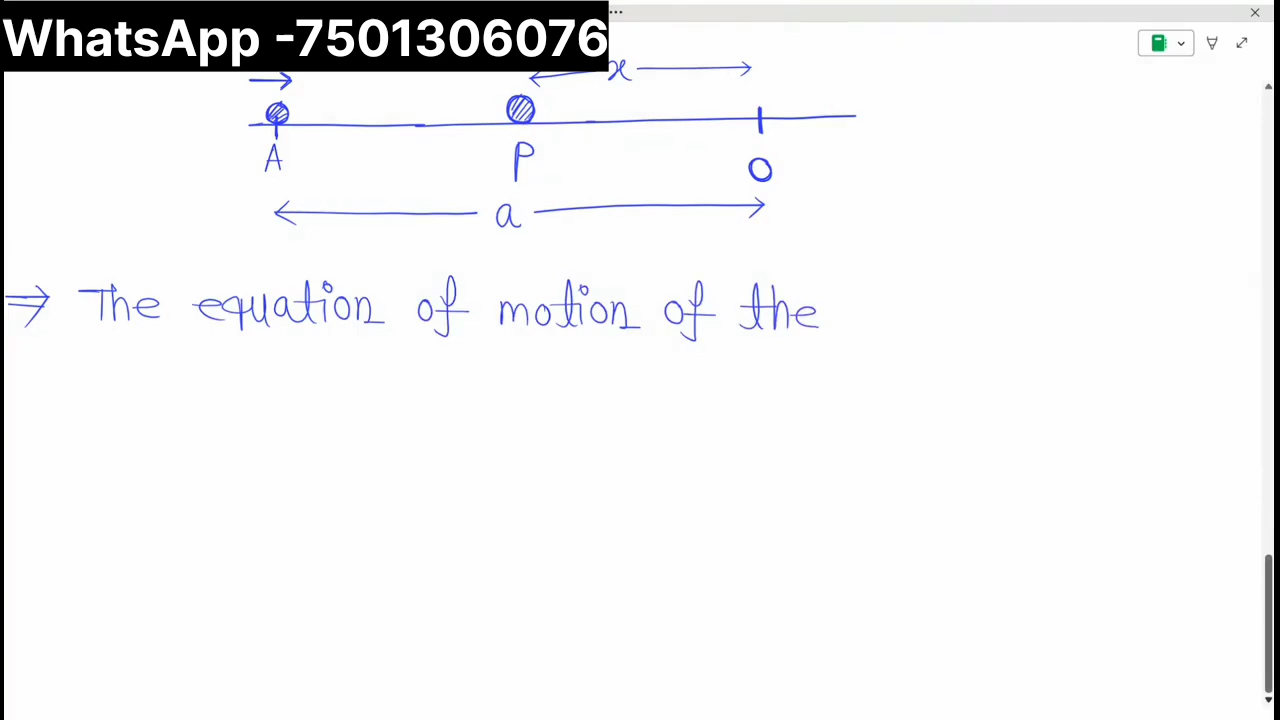 WhatsApp -7501306076
x
A P O
a
⇒ The equation of motion of the